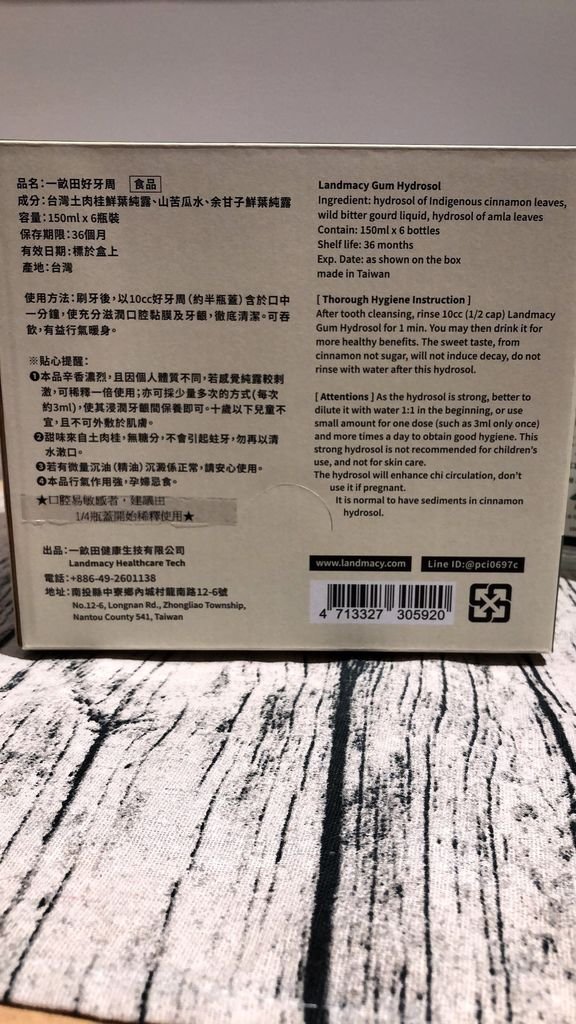 品名：一畝田好牙周 食品
成分：台灣土肉桂鮮葉純露、山苦瓜水、余甘子鮮葉純露
容量：150ml x 6瓶裝
保存期限：36個月
有效日期：標於盒上
產地：台灣
使用方法：刷牙後，以10cc好牙周（約半瓶蓋）含於口中
一分鐘，使充分滋潤口腔黏膜及牙齦，徹底清潔。可吞
飲，有益行氣暖身。
※貼心提醒：
❶本品辛香濃烈，且因個人體質不同，若感覺純露較刺
激，可稀釋一倍使用；亦可採少量多次的方式（每次
約3ml），使其浸潤牙齦間保養即可。十歲以下兒童不
宜，且不可外敷於肌膚。
❷甜味來自土肉桂，無糖分，不會引起蛀牙，勿再以清
水漱口。
❸若有微量沉油（精油）沉澱係正常，請安心使用。
❹本品行氣作用強，孕婦忌食。
★口腔易敏感者，建議由
1/4瓶蓋開始稀釋使用★
出品：一畝田健康生技有限公司
Landmacy Healthcare Tech
電話：+886-49-2601138
地址：南投縣中寮鄉內城村龍南路12-6號
No.12-6, Longnan Rd., Zhongliao Township,
Nantou County 541, Taiwan
Landmacy Gum Hydrosol
Ingredient: hydrosol of Indigenous cinnamon leaves,
wild bitter gourd liquid, hydrosol of amla leaves
Contain: 150ml x 6 bottles
Shelf life: 36 months
Exp. Date: as shown on the box
made in Taiwan
[ Thorough Hygiene Instruction ]
After tooth cleaning, rinse 10cc (1/2 cap) Landmacy
Gum Hydrosol for 1 min. You may then drink it for
more healthy benefits. The sweet taste, from
cinnamon not sugar, will not induce decay, do not
rinse with water after this hydrosol.
[ Attentions ] As the hydrosol is strong, better to
dilute it with water 1:1 in the beginning, or use
small amount for one dose (such as 3ml only once)
and more times a day to obtain good hygiene. This
strong hydrosol is not recommended for children's
use, and not for skin care.
The hydrosol will enhance chi circulation, don't
use it if pregnant.
It is normal to have sediments in cinnamon
hydrosol.
www.landmacy.com Line ID:@pci0697c
4 713327 305920